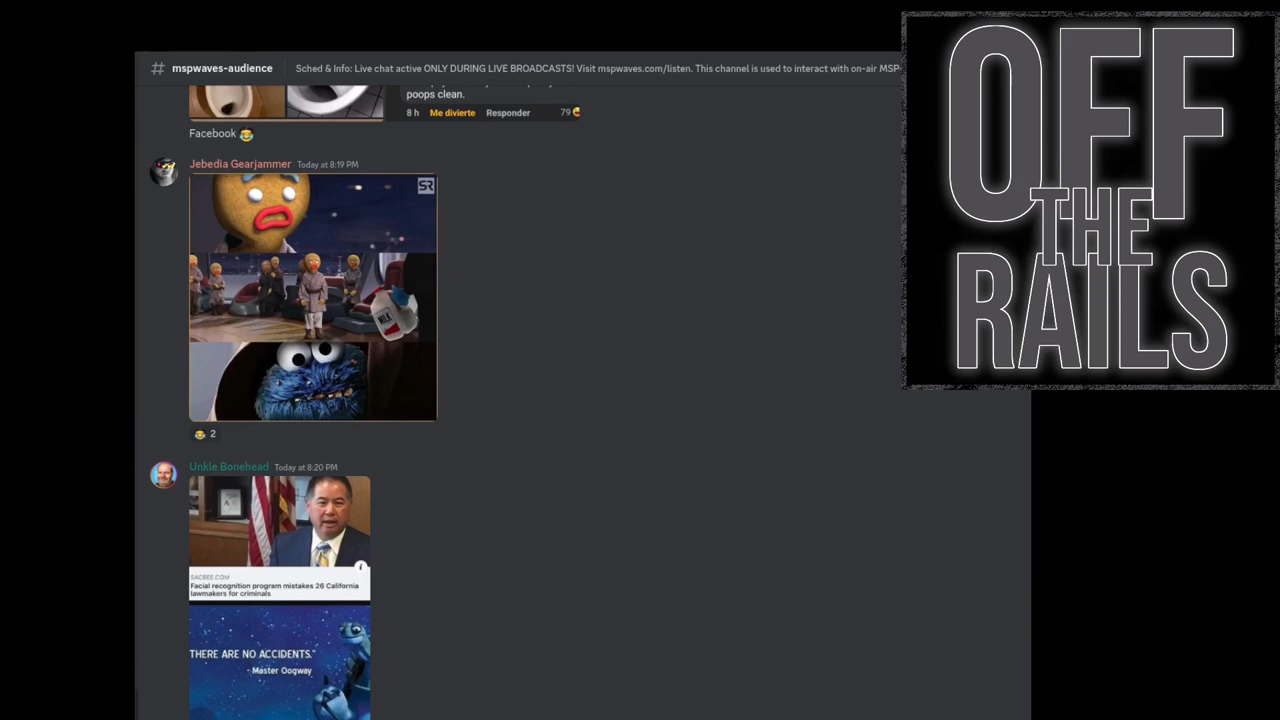 mspwaves-audience
Sched & Info: Live chat active ONLY DURING LIVE BROADCASTS! Visit mspwaves.com/listen. This channel is used to interact with on-air MSP-
OFF
THE
RAILS
poops clean.
8 h Me divierte Responder 79
Facebook 😂
Jebedia Gearjammer Today at 8:19 PM
SR
MILK
😂 2
Unkle Bonehead Today at 8:20 PM
SACBEE.COM
Facial recognition program mistakes 26 California
lawmakers for criminals
THERE ARE NO ACCIDENTS."
- Master Oogway